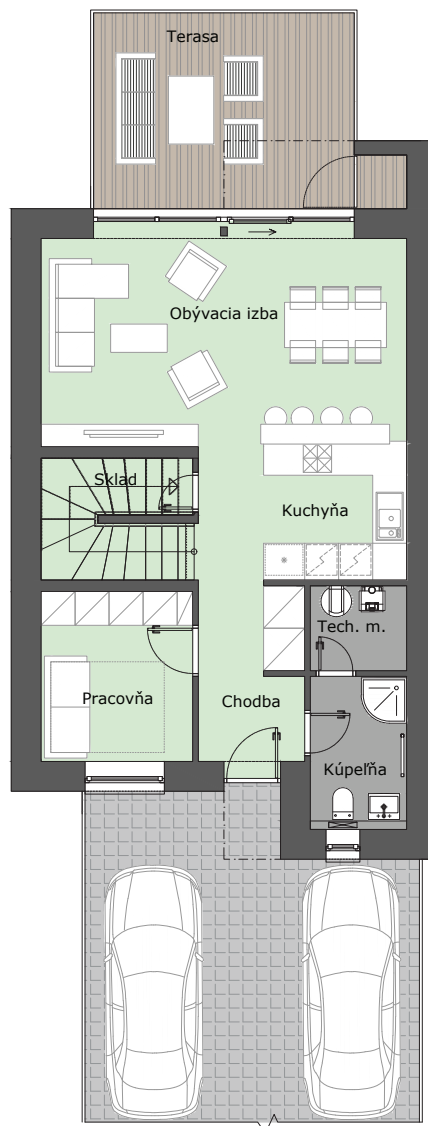 Terasa
Obývacia izba
Sklad
Kuchyňa
Tech. m.
Pracovňa
Chodba
Kúpeľňa